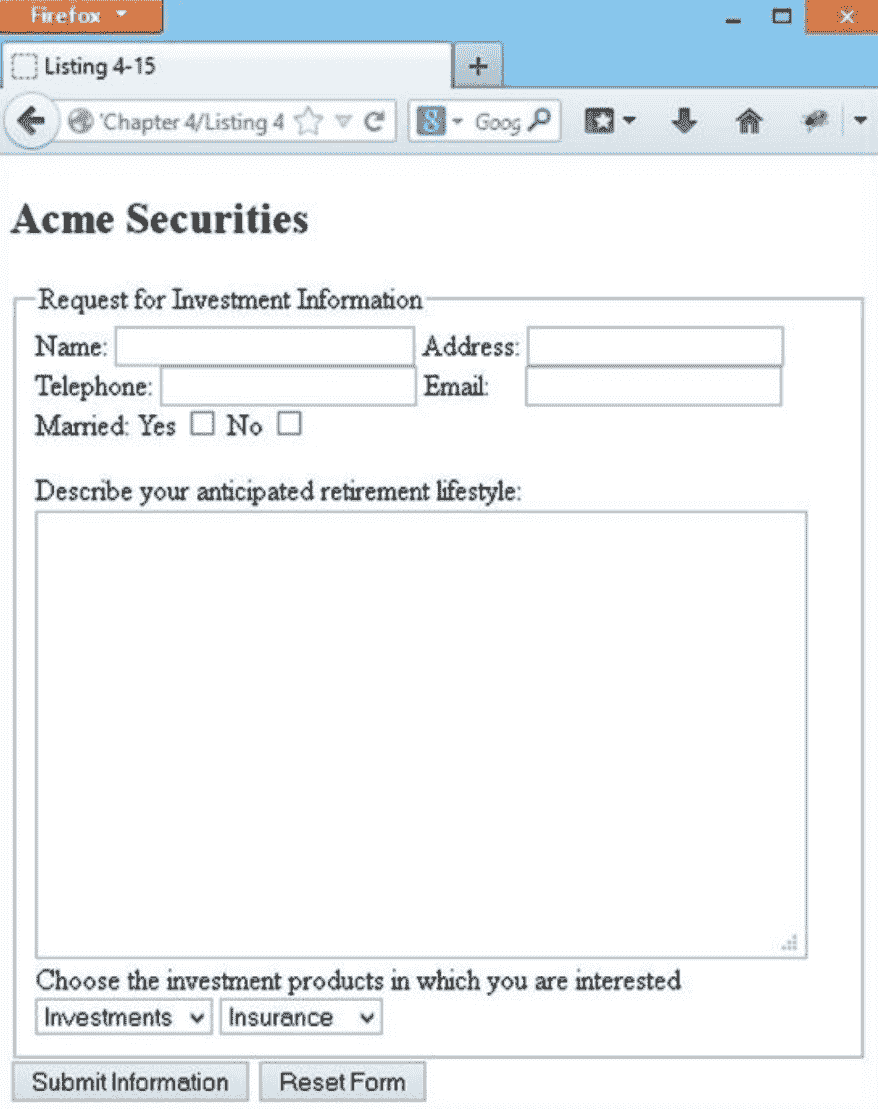 Firefox
Listing 4-15
'Chapter 4/Listing 4
8 Goog
Acme Securities
Request for Investment Information
Name: Address:
Telephone: Email:
Married: Yes No
Describe your anticipated retirement lifestyle:
Choose the investment products in which you are interested
Investments Insurance
Submit Information Reset Form